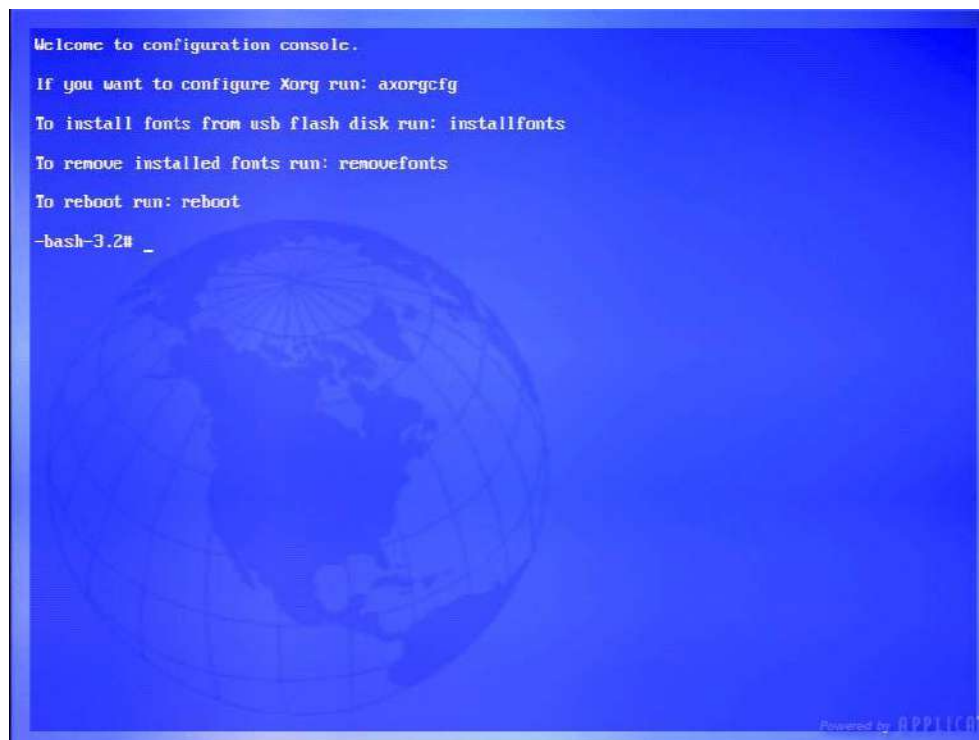 Welcome to configuration console.
If you want to configure Xorg run: axorgcfg
To install fonts from usb flash disk run: installfonts
To remove installed fonts run: removefonts
To reboot run: reboot
-bash-3.2# _
Powered by